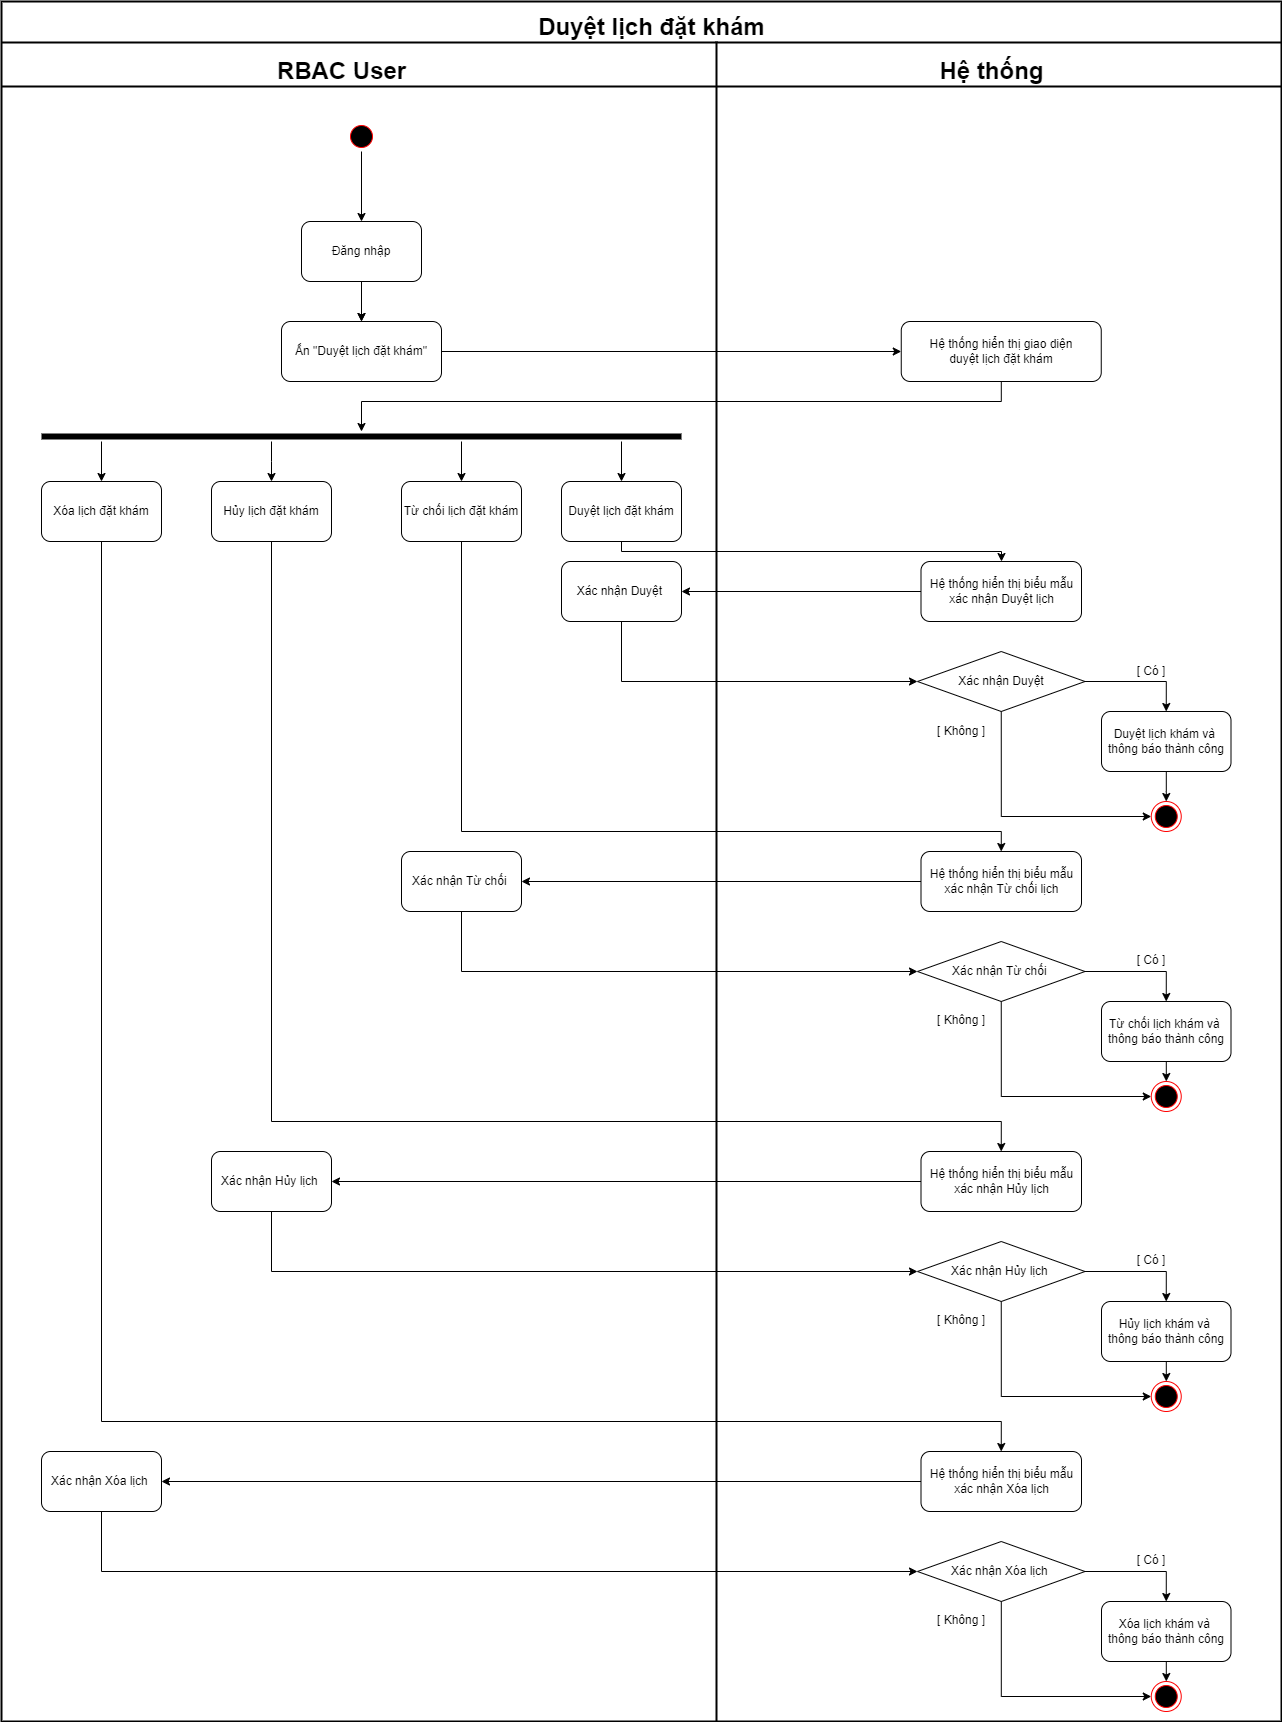 Duyệt lịch đặt khám
RBAC User
Hệ thống
Đăng nhập
Ấn "Duyệt lịch đặt khám"
Hệ thống hiển thị giao diện
duyệt lịch đặt khám
Xóa lịch đặt khám
Hủy lịch đặt khám
Từ chối lịch đặt khám
Duyệt lịch đặt khám
Xác nhận Duyệt
Hệ thống hiển thị biểu mẫu
xác nhận Duyệt lịch
Xác nhận Duyệt
[ Có ]
[ Không ]
Duyệt lịch khám và
thông báo thành công
Xác nhận Từ chối
Hệ thống hiển thị biểu mẫu
xác nhận Từ chối lịch
Xác nhận Từ chối
[ Có ]
[ Không ]
Từ chối lịch khám và
thông báo thành công
Xác nhận Hủy lịch
Hệ thống hiển thị biểu mẫu
xác nhận Hủy lịch
Xác nhận Hủy lịch
[ Có ]
[ Không ]
Hủy lịch khám và
thông báo thành công
Xác nhận Xóa lịch
Hệ thống hiển thị biểu mẫu
xác nhận Xóa lịch
Xác nhận Xóa lịch
[ Có ]
[ Không ]
Xóa lịch khám và
thông báo thành công